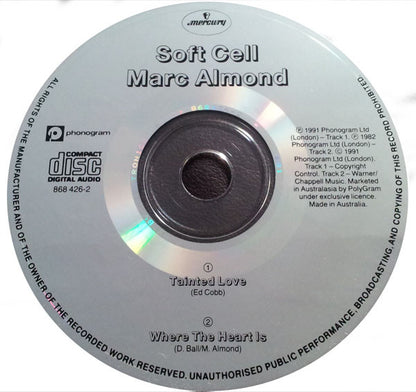 mercury
Soft Cell
Marc Almond
phonogram
COMPACT
disc
DIGITAL AUDIO
868 426-2
℗ 1991 Phonogram Ltd
(London) – Track 1. ℗ 1982
Phonogram Ltd (London) –
Track 2. © 1991
Phonogram Ltd (London).
Track 1 – Copyright
Control. Track 2 – Warner/
Chappell Music. Marketed
in Australasia by PolyGram
under exclusive licence.
Made in Australia.
1
Tainted Love
(Ed Cobb)
2
Where The Heart Is
(D. Ball/M. Almond)
ALL RIGHTS OF THE MANUFACTURER AND OF THE OWNER OF THE RECORDED WORK RESERVED. UNAUTHORISED PUBLIC PERFORMANCE, BROADCASTING, AND COPYING OF THIS RECORD PROHIBITED